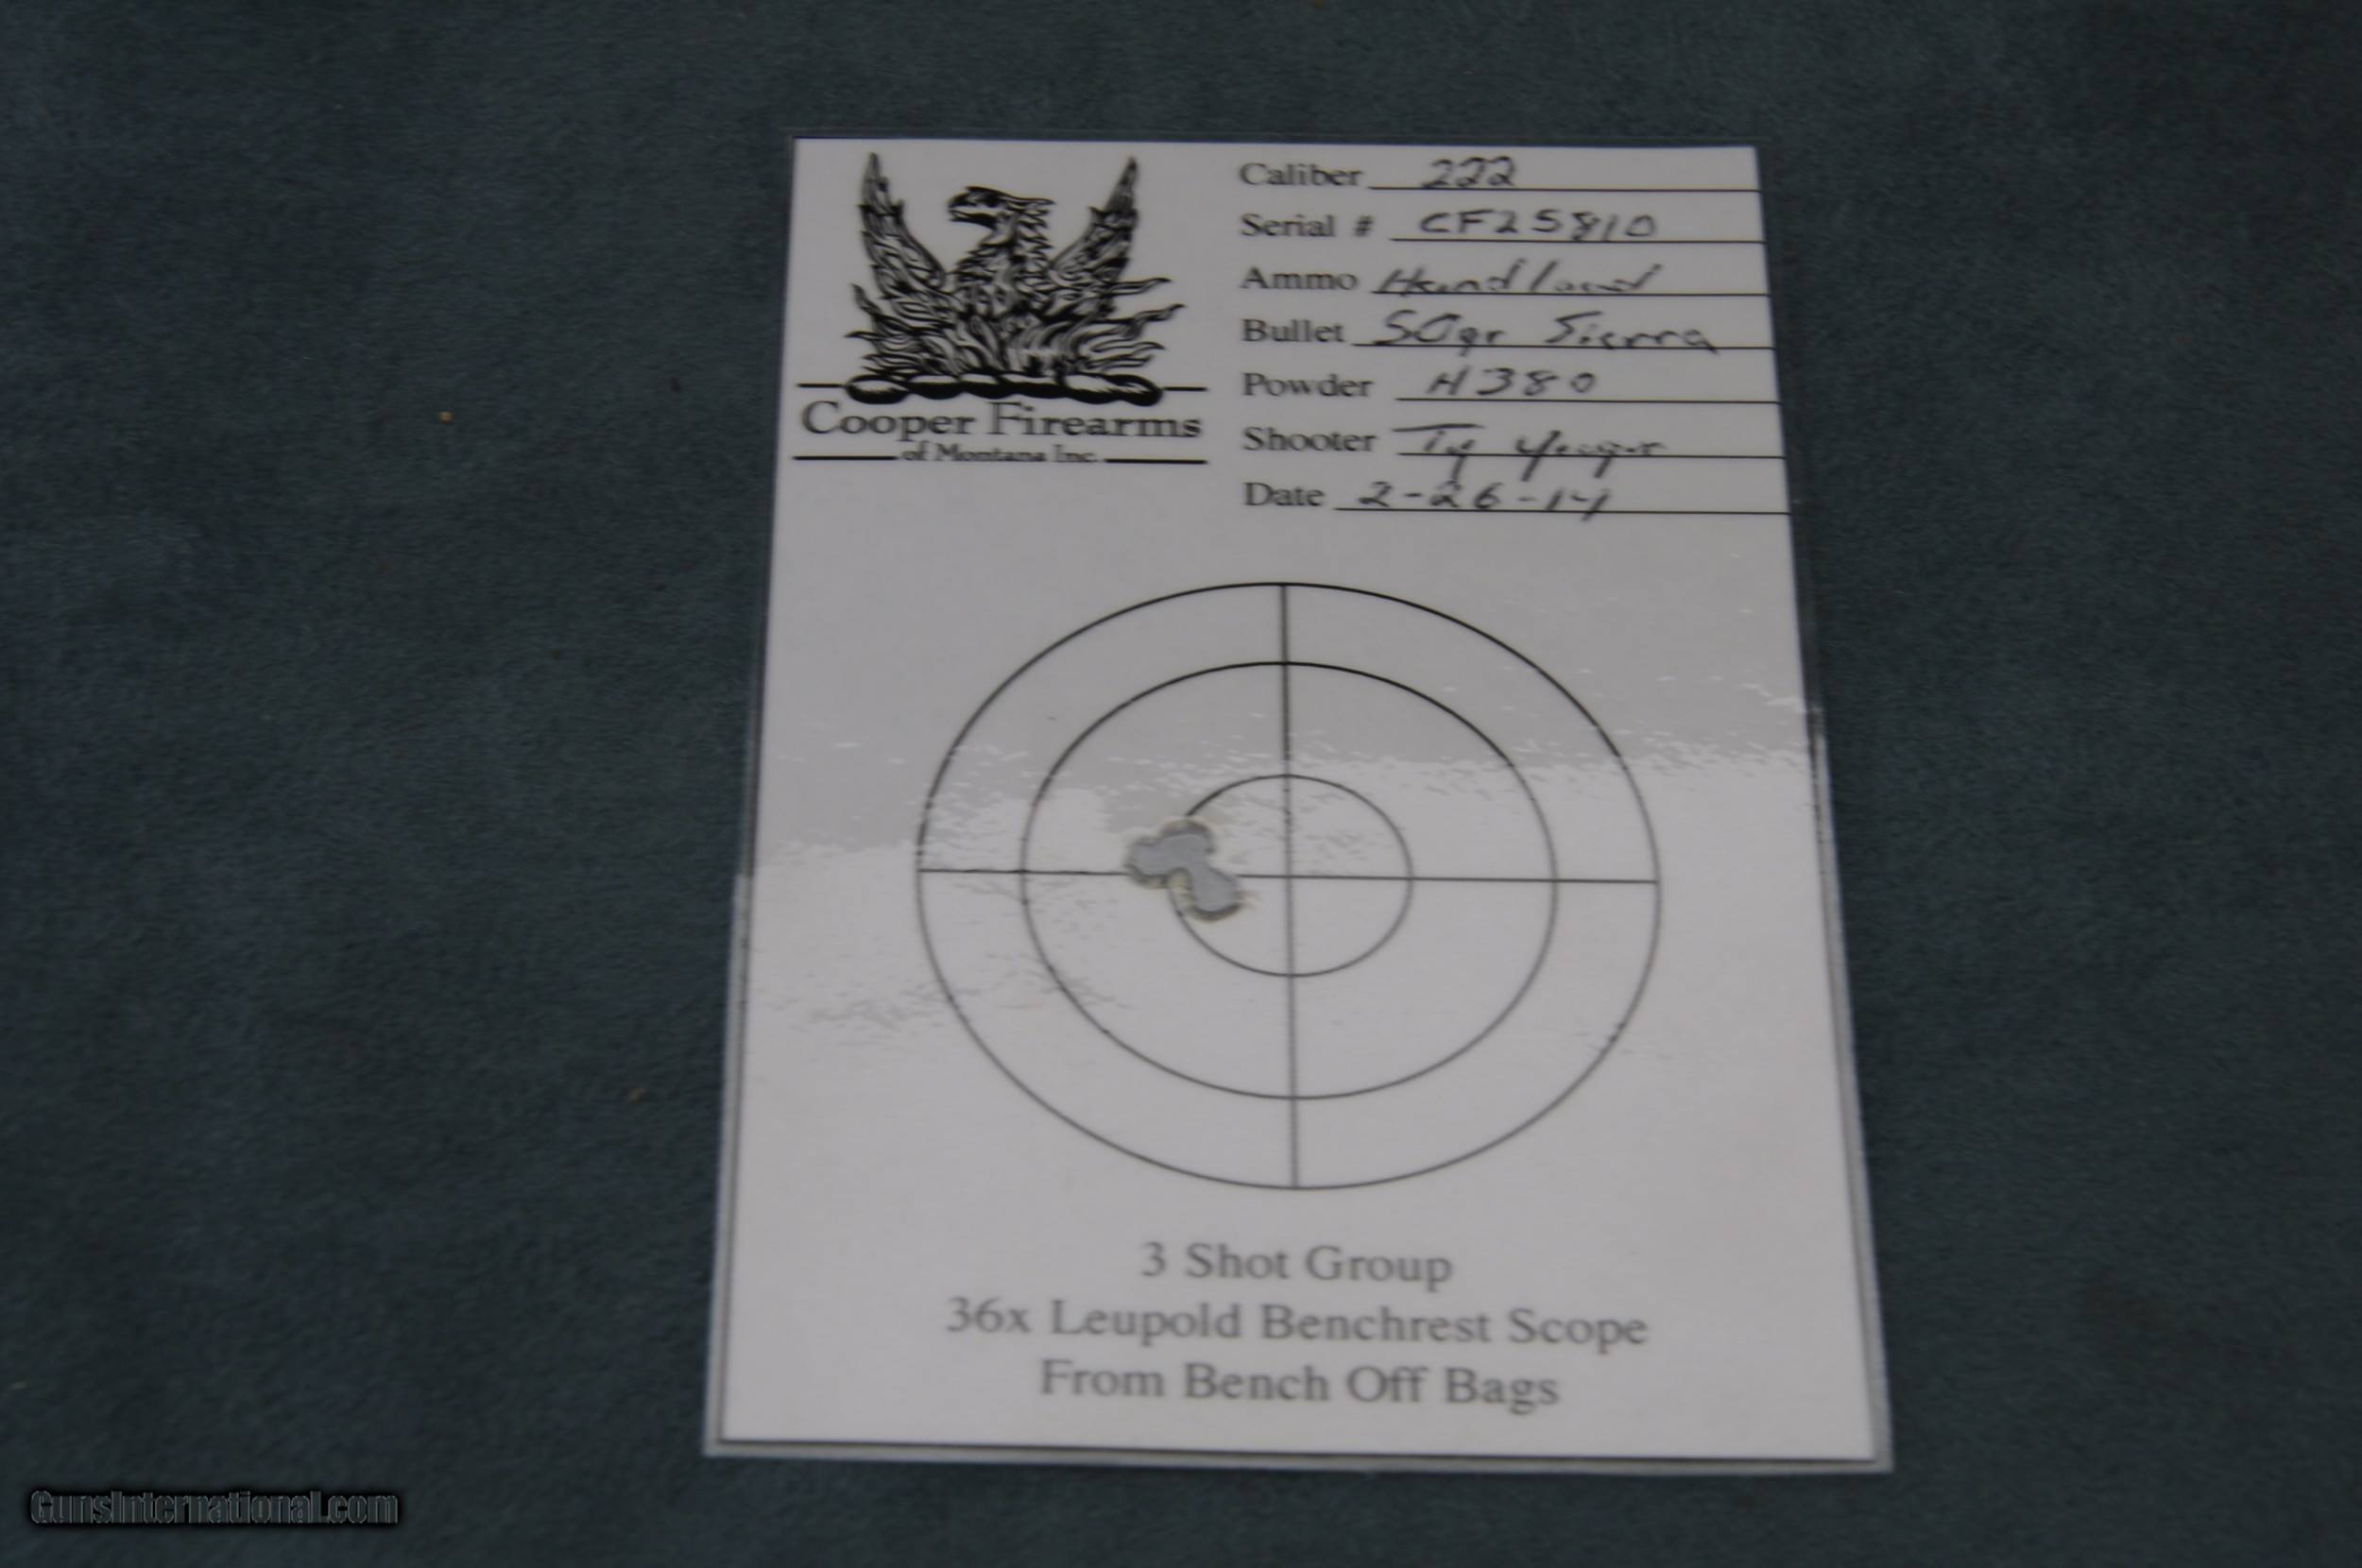 Cooper Firearms
of Montana Inc.
Caliber 222
Serial # CF25810
Ammo Handload
Bullet 50gr Sierra
Powder H380
Shooter Ty
Date 2-26-14
3 Shot Group
36x Leupold Benchrest Scope
From Bench Off Bags
GunsInternational.com